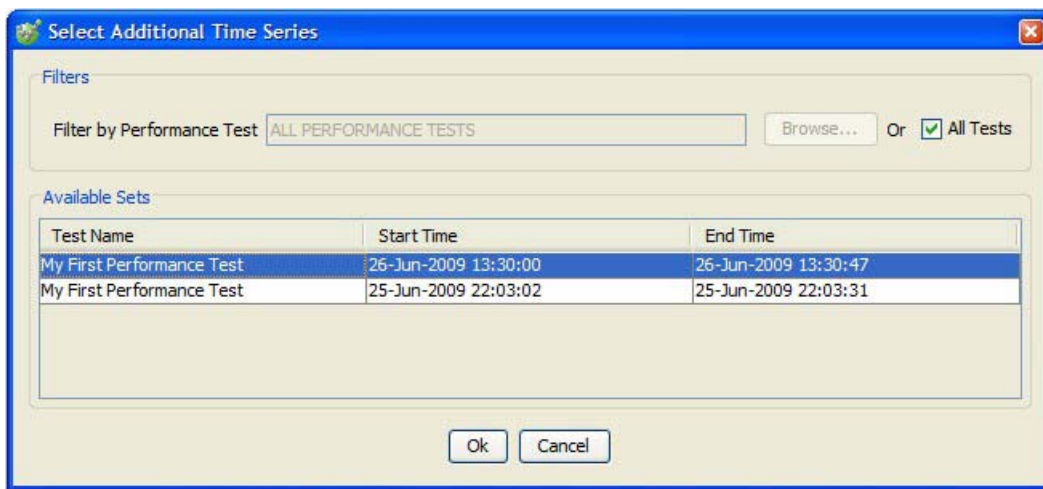 Select Additional Time Series
Filters
Filter by Performance Test ALL PERFORMANCE TESTS Browse... Or All Tests
Available Sets
Test Name Start Time End Time
My First Performance Test 26-Jun-2009 13:30:00 26-Jun-2009 13:30:47
My First Performance Test 25-Jun-2009 22:03:02 25-Jun-2009 22:03:31
Ok Cancel